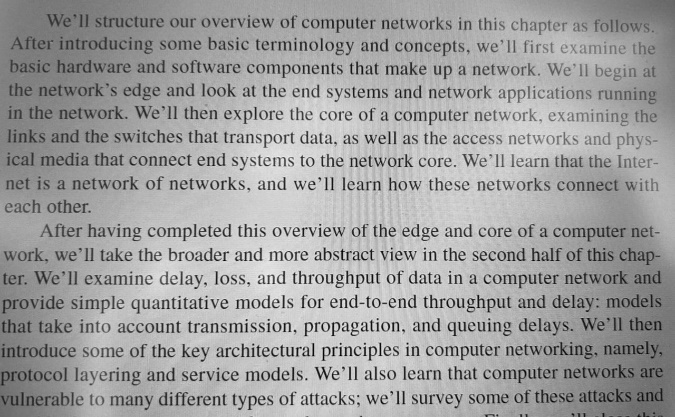 We'll structure our overview of computer networks in this chapter as follows.
After introducing some basic terminology and concepts, we'll first examine the
basic hardware and software components that make up a network. We'll begin at
the network's edge and look at the end systems and network applications running
in the network. We'll then explore the core of a computer network, examining the
links and the switches that transport data, as well as the access networks and phys-
ical media that connect end systems to the network core. We'll learn that the Inter-
net is a network of networks, and we'll learn how these networks connect with
each other.
After having completed this overview of the edge and core of a computer net-
work, we'll take the broader and more abstract view in the second half of this chap-
ter. We'll examine delay, loss, and throughput of data in a computer network and
provide simple quantitative models for end-to-end throughput and delay: models
that take into account transmission, propagation, and queuing delays. We'll then
introduce some of the key architectural principles in computer networking, namely,
protocol layering and service models. We'll also learn that computer networks are
vulnerable to many different types of attacks; we'll survey some of these attacks and